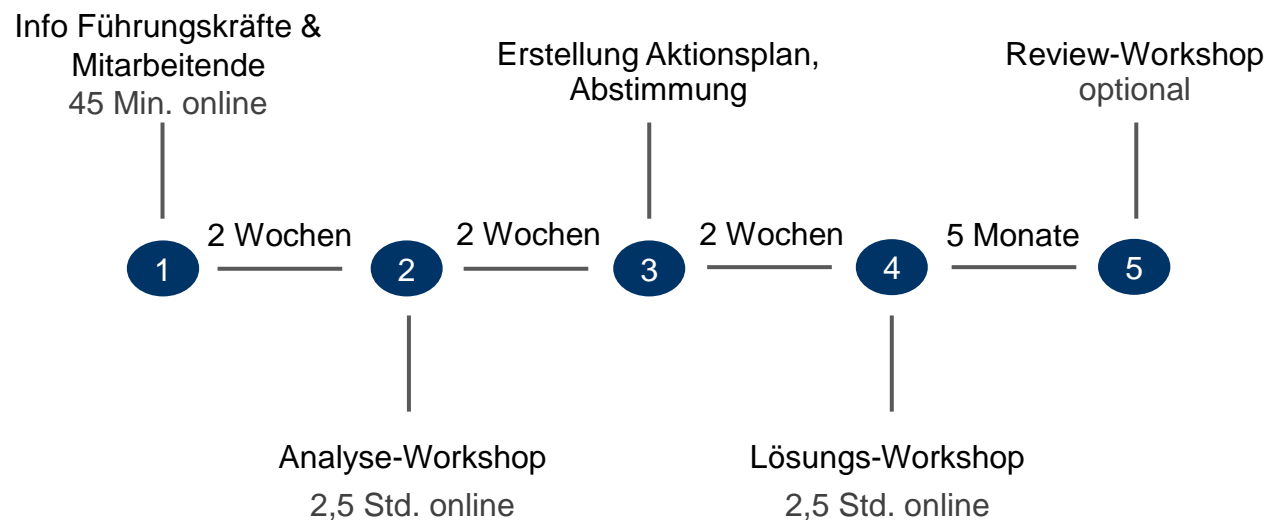 Info Führungskräfte &
Mitarbeitende
45 Min. online
Erstellung Aktionsplan,
Abstimmung
Review-Workshop
optional
2 Wochen
2 Wochen
2 Wochen
5 Monate
1
2
3
4
5
Analyse-Workshop
2,5 Std. online
Lösungs-Workshop
2,5 Std. online